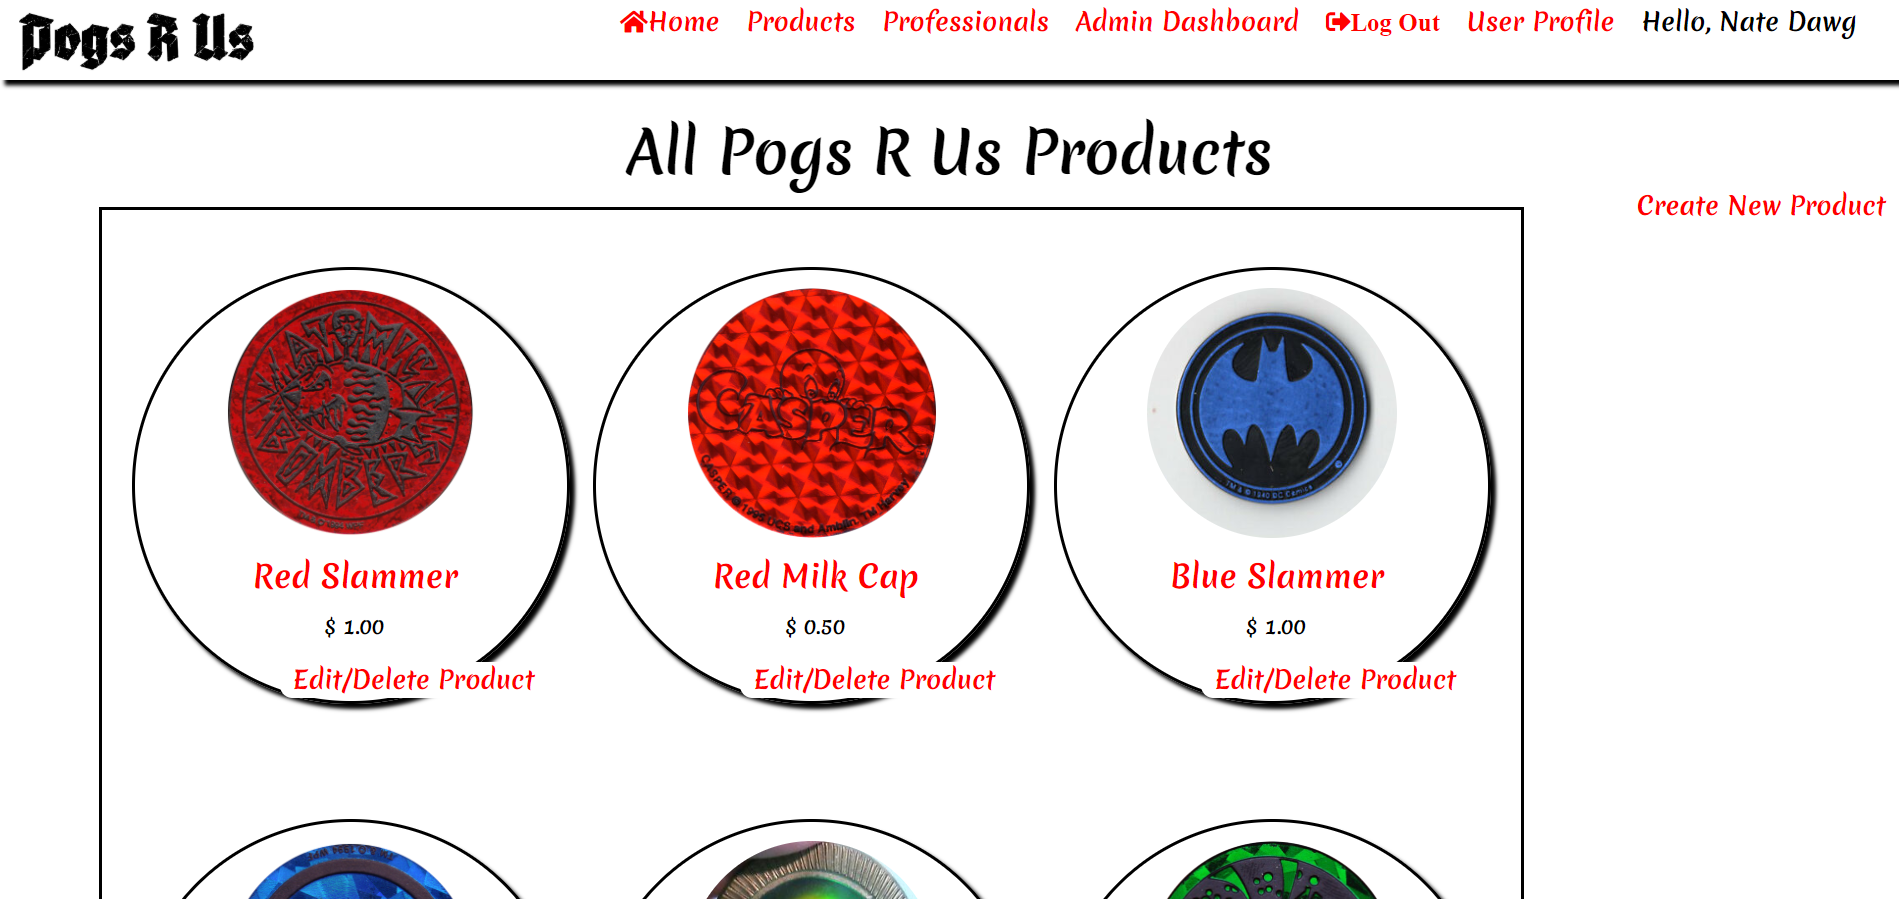 Pogs R Us
Home Products Professionals Admin Dashboard Log Out User Profile Hello, Nate Dawg
All Pogs R Us Products
Create New Product
ATOMIC
BOMBERS
CASPER
CASPER © 1995 UCS and Amblin. TM Harvey
TM & © 1940 DC Comics
Red Slammer
Red Milk Cap
Blue Slammer
$ 1.00
$ 0.50
$ 1.00
Edit/Delete Product
Edit/Delete Product
Edit/Delete Product